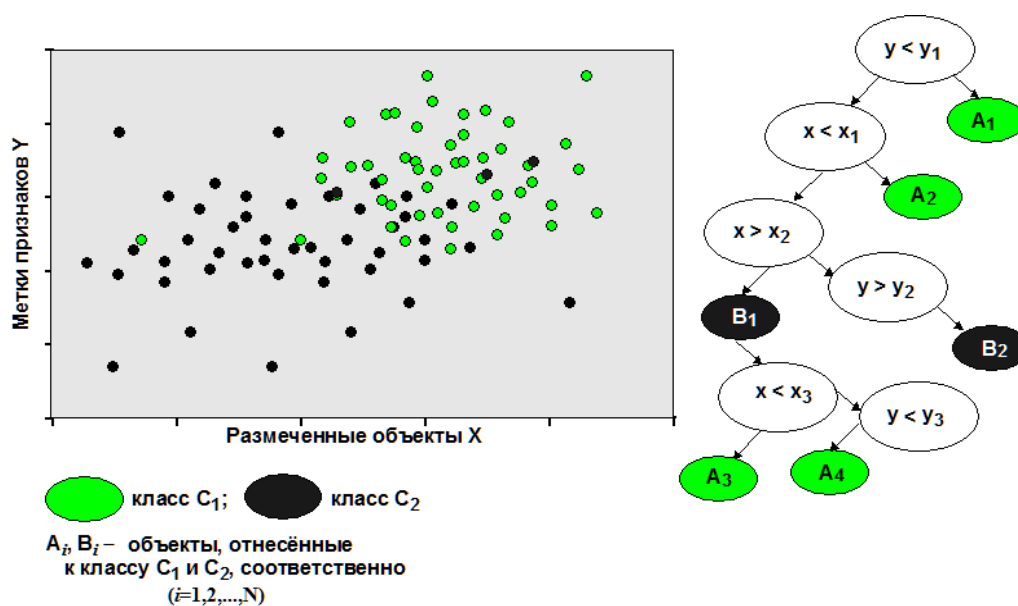 Метки признаков Y
Размеченные объекты X
класс C1;
класс C2
Ai, Bi – объекты, отнесённые
к классу C1 и C2, соответственно
(i=1,2,...,N)
y < y1
A1
x < x1
A2
x > x2
y > y2
B1
B2
x < x3
y < y3
A3
A4